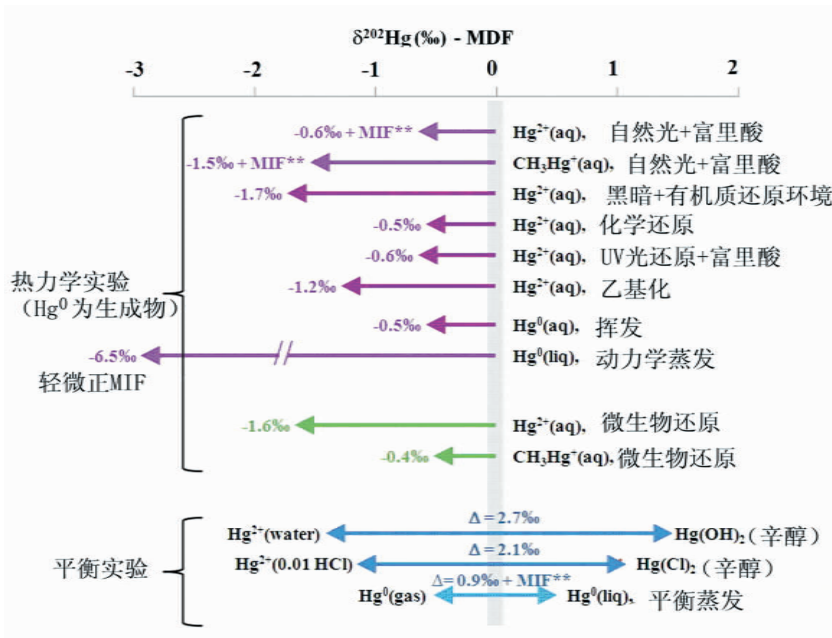 δ²⁰²Hg(‰) - MDF
-3 -2 -1 0 1 2
-0.6‰ + MIF** Hg²⁺(aq), 自然光+富里酸
-1.5‰ + MIF** CH₃Hg⁺(aq), 自然光+富里酸
-1.7‰ Hg²⁺(aq), 黑暗+有机质还原环境
-0.5‰ Hg²⁺(aq), 化学还原
-0.6‰ Hg²⁺(aq), UV光还原+富里酸
热力学实验
-1.2‰ Hg²⁺(aq), 乙基化
(Hg⁰为生成物)
-0.5‰ Hg⁰(aq), 挥发
-6.5‰ Hg⁰(liq), 动力学蒸发
轻微正MIF
-1.6‰ Hg²⁺(aq), 微生物还原
-0.4‰ CH₃Hg⁺(aq), 微生物还原
Δ = 2.7‰
Hg²⁺(water) Hg(OH)₂(辛醇)
Δ = 2.1‰
平衡实验
Hg²⁺(0.01 HCl) Hg(Cl)₂(辛醇)
Δ= 0.9‰ + MIF**
Hg⁰(gas) Hg⁰(liq), 平衡蒸发